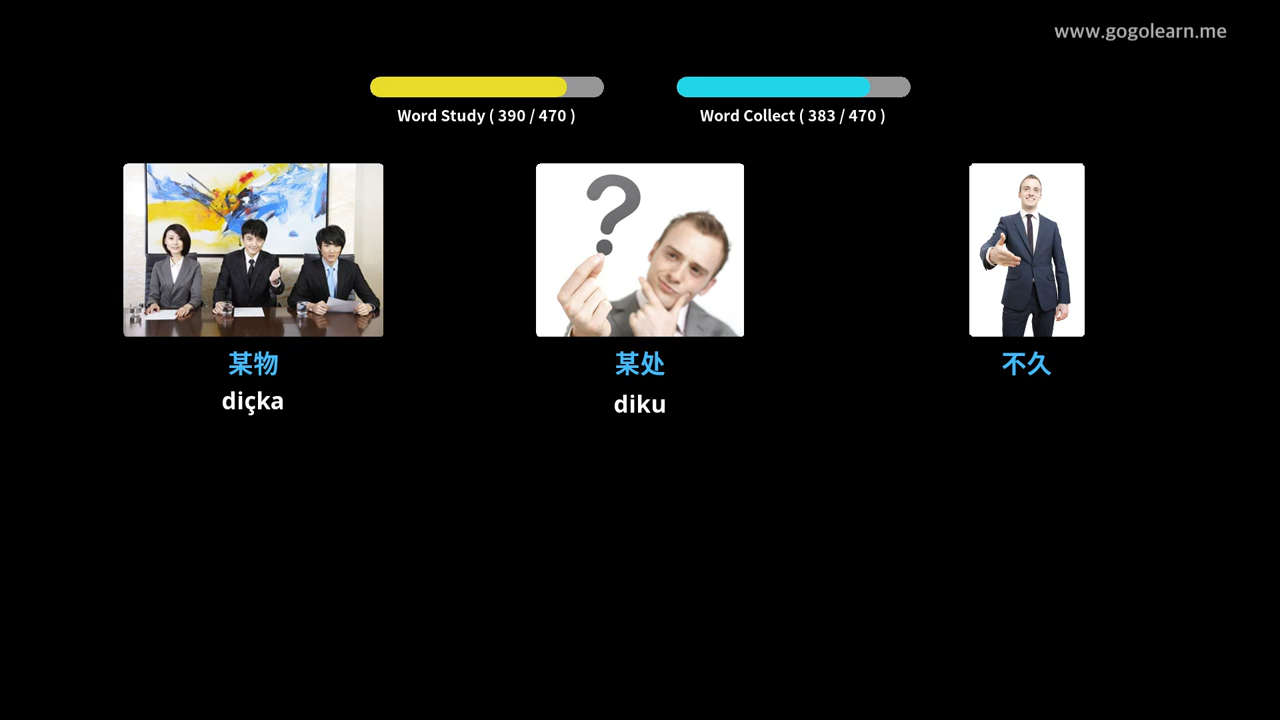 www.gogolearn.me
Word Study ( 390 / 470 )
Word Collect ( 383 / 470 )
某物
某处
不久
diçka
diku